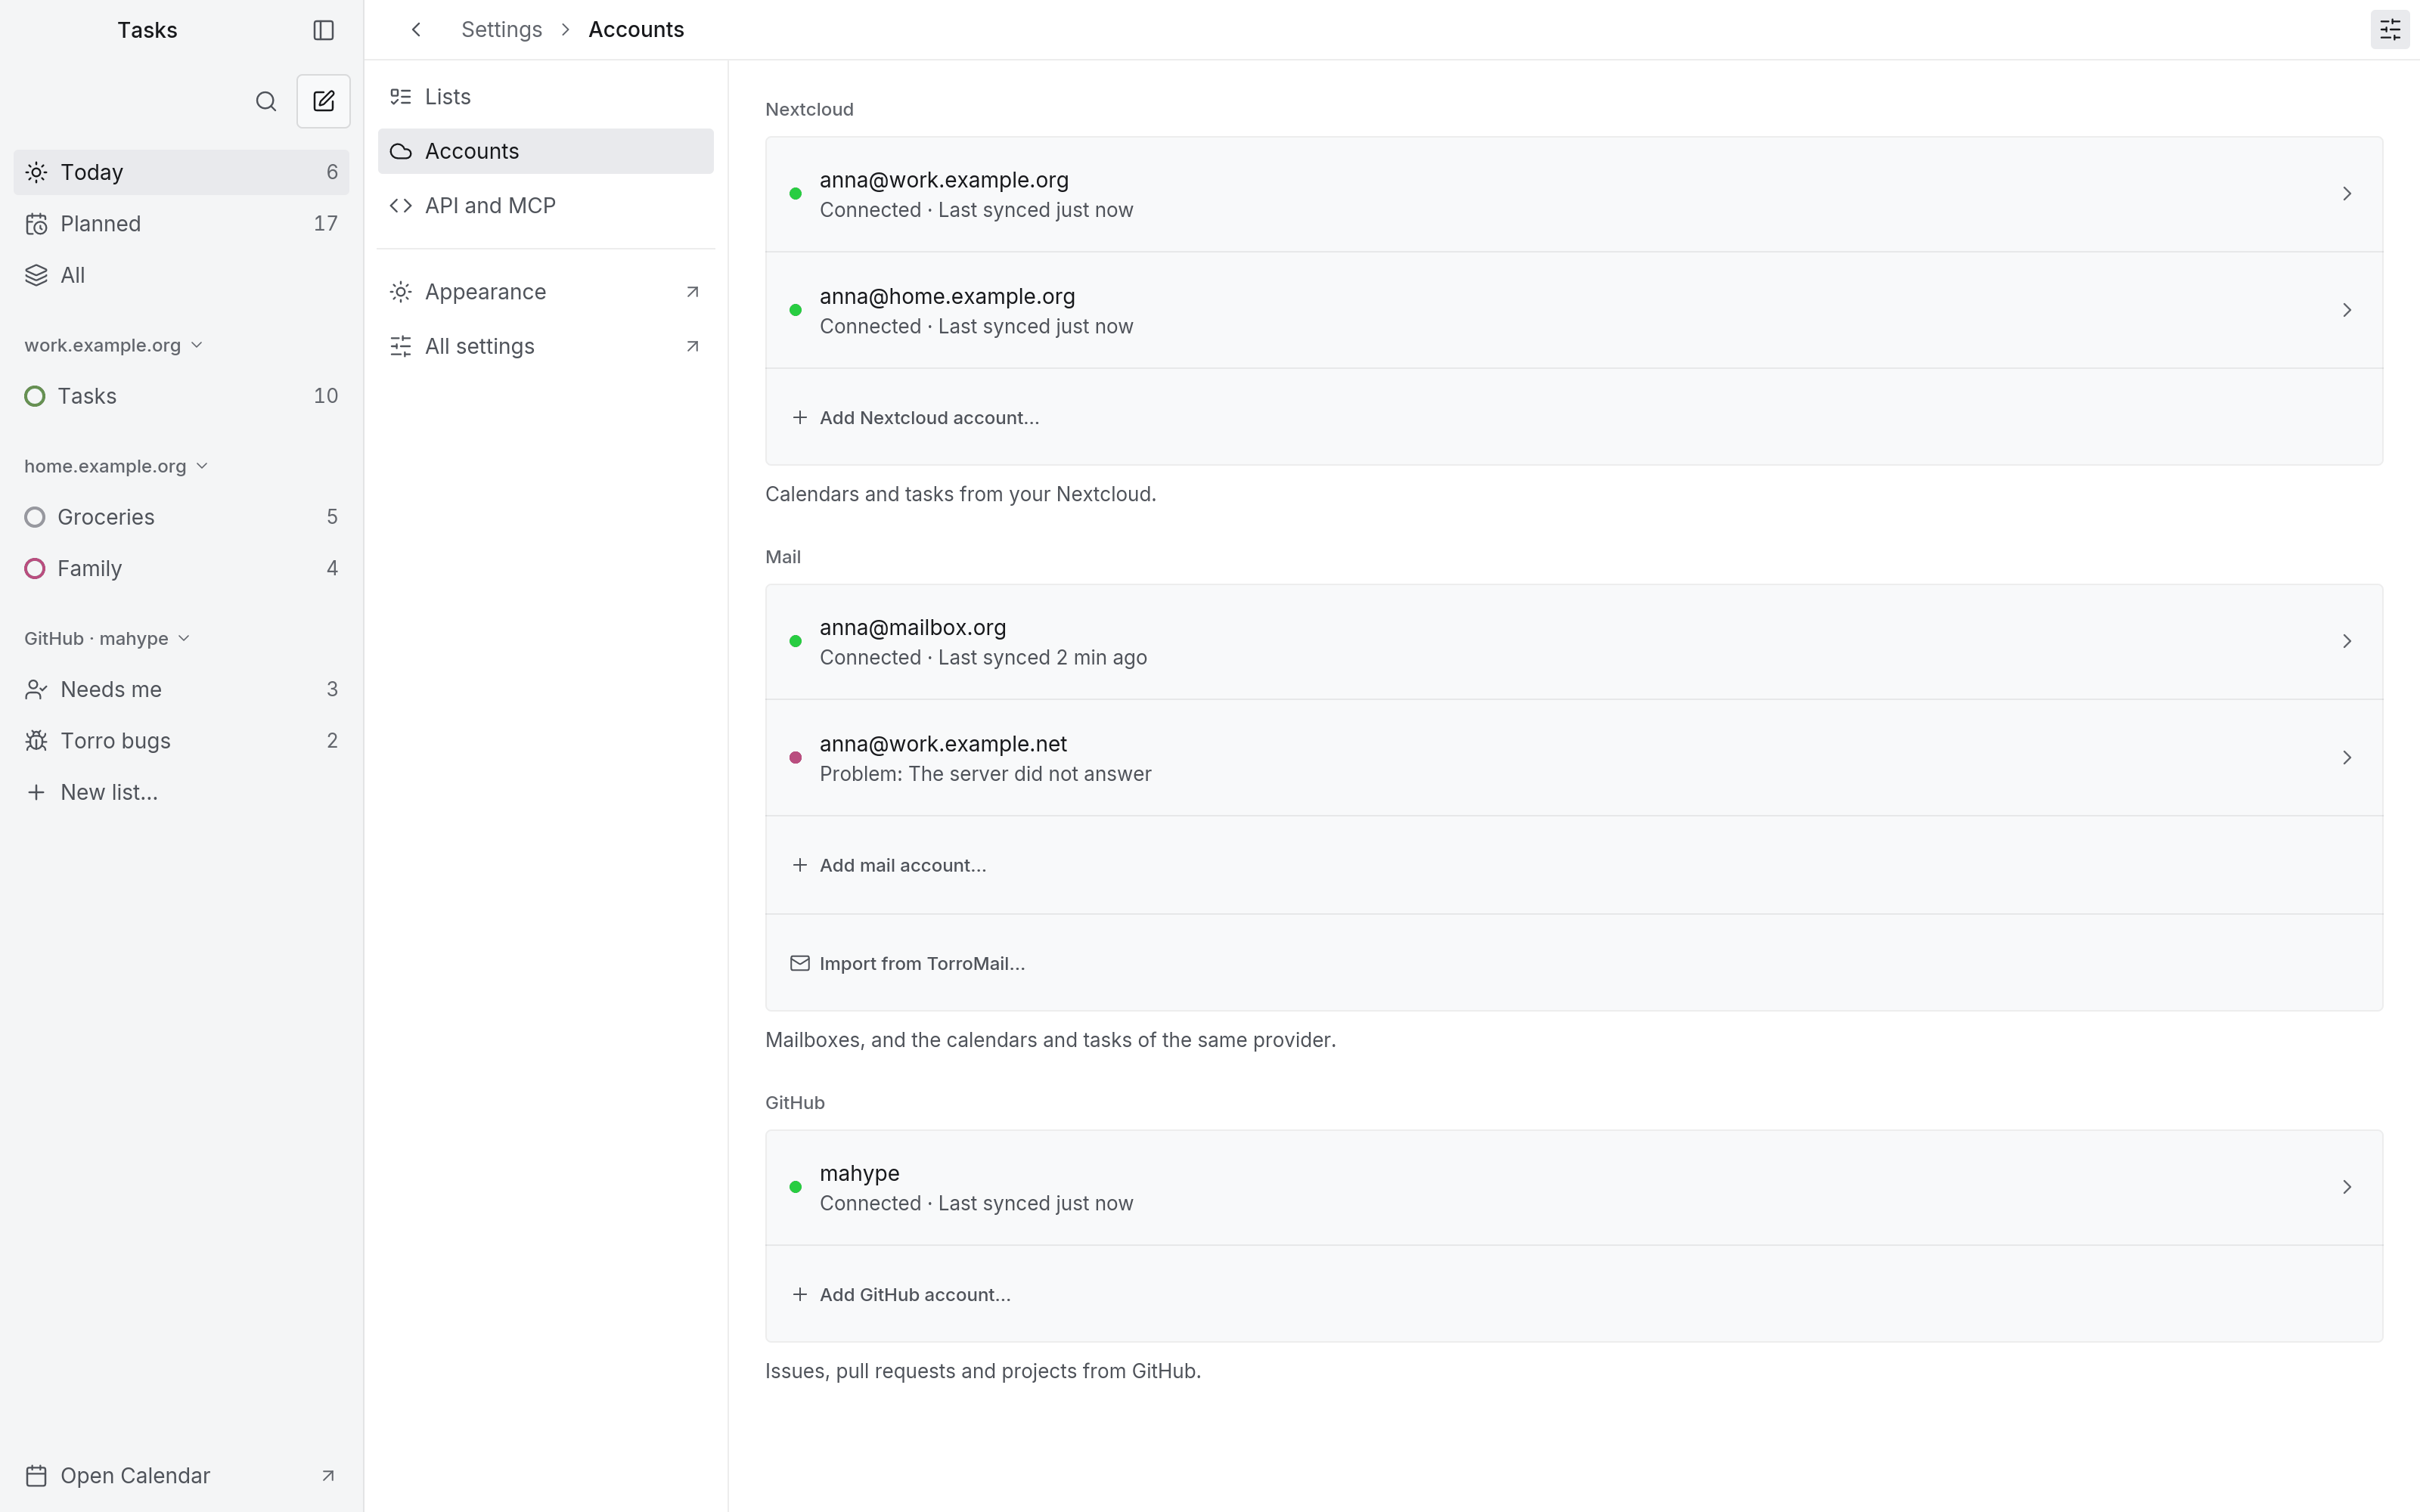 Tasks
Today 6
Planned 17
All
work.example.org
Tasks 10
home.example.org
Groceries 5
Family 4
GitHub · mahype
Needs me 3
Torro bugs 2
New list...
Open Calendar
Settings > Accounts
Lists
Accounts
API and MCP
Appearance
All settings
Nextcloud
anna@work.example.org
Connected · Last synced just now
anna@home.example.org
Connected · Last synced just now
Add Nextcloud account...
Calendars and tasks from your Nextcloud.
Mail
anna@mailbox.org
Connected · Last synced 2 min ago
anna@work.example.net
Problem: The server did not answer
Add mail account...
Import from TorroMail...
Mailboxes, and the calendars and tasks of the same provider.
GitHub
mahype
Connected · Last synced just now
Add GitHub account...
Issues, pull requests and projects from GitHub.